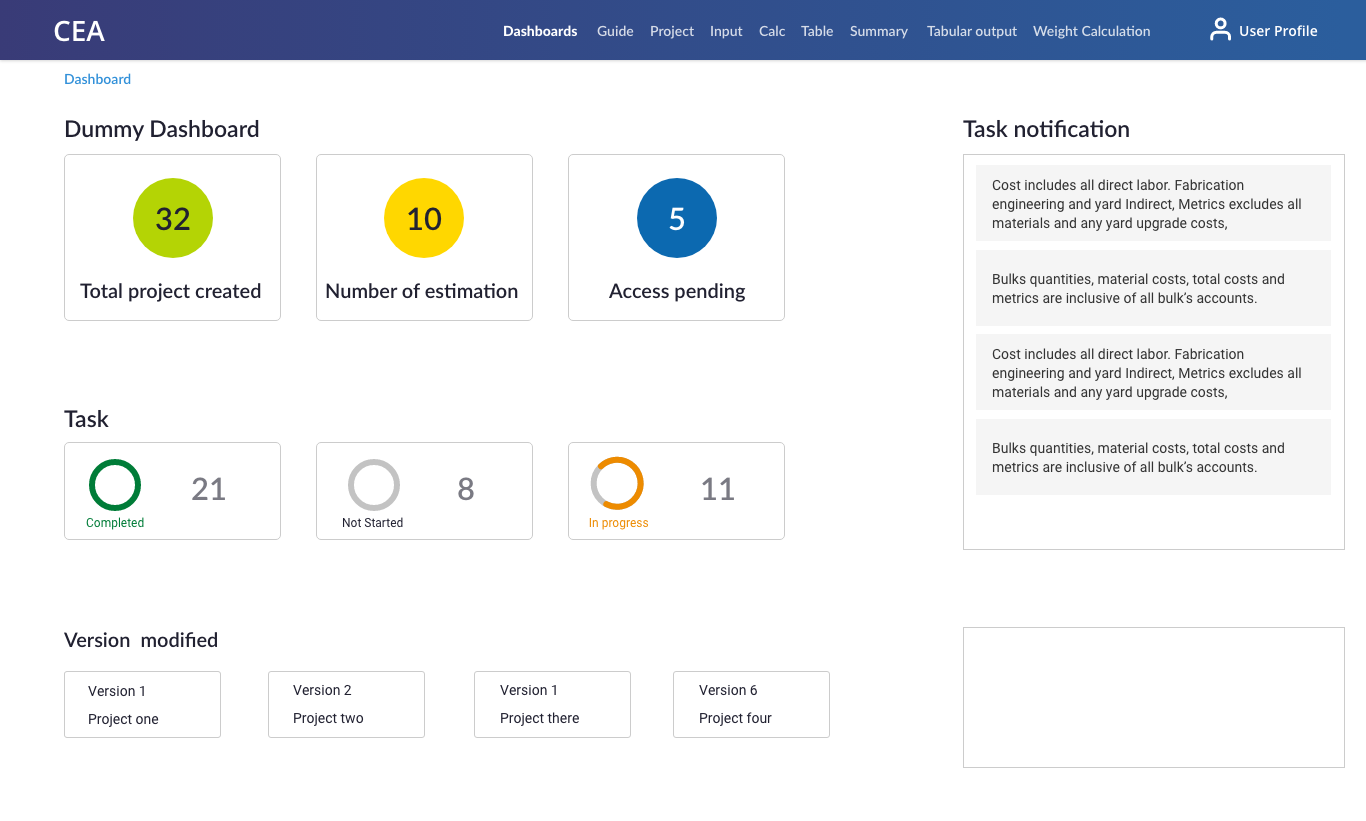 CEA
Dashboards Guide Project Input Calc Table Summary Tabular output Weight Calculation User Profile
Dashboard
Dummy Dashboard
32
Total project created
10
Number of estimation
5
Access pending
Task
Completed
21
Not Started
8
In progress
11
Version modified
Version 1
Project one
Version 2
Project two
Version 1
Project there
Version 6
Project four
Task notification
Cost includes all direct labor. Fabrication
engineering and yard Indirect, Metrics excludes all
materials and any yard upgrade costs,
Bulks quantities, material costs, total costs and
metrics are inclusive of all bulk’s accounts.
Cost includes all direct labor. Fabrication
engineering and yard Indirect, Metrics excludes all
materials and any yard upgrade costs,
Bulks quantities, material costs, total costs and
metrics are inclusive of all bulk’s accounts.